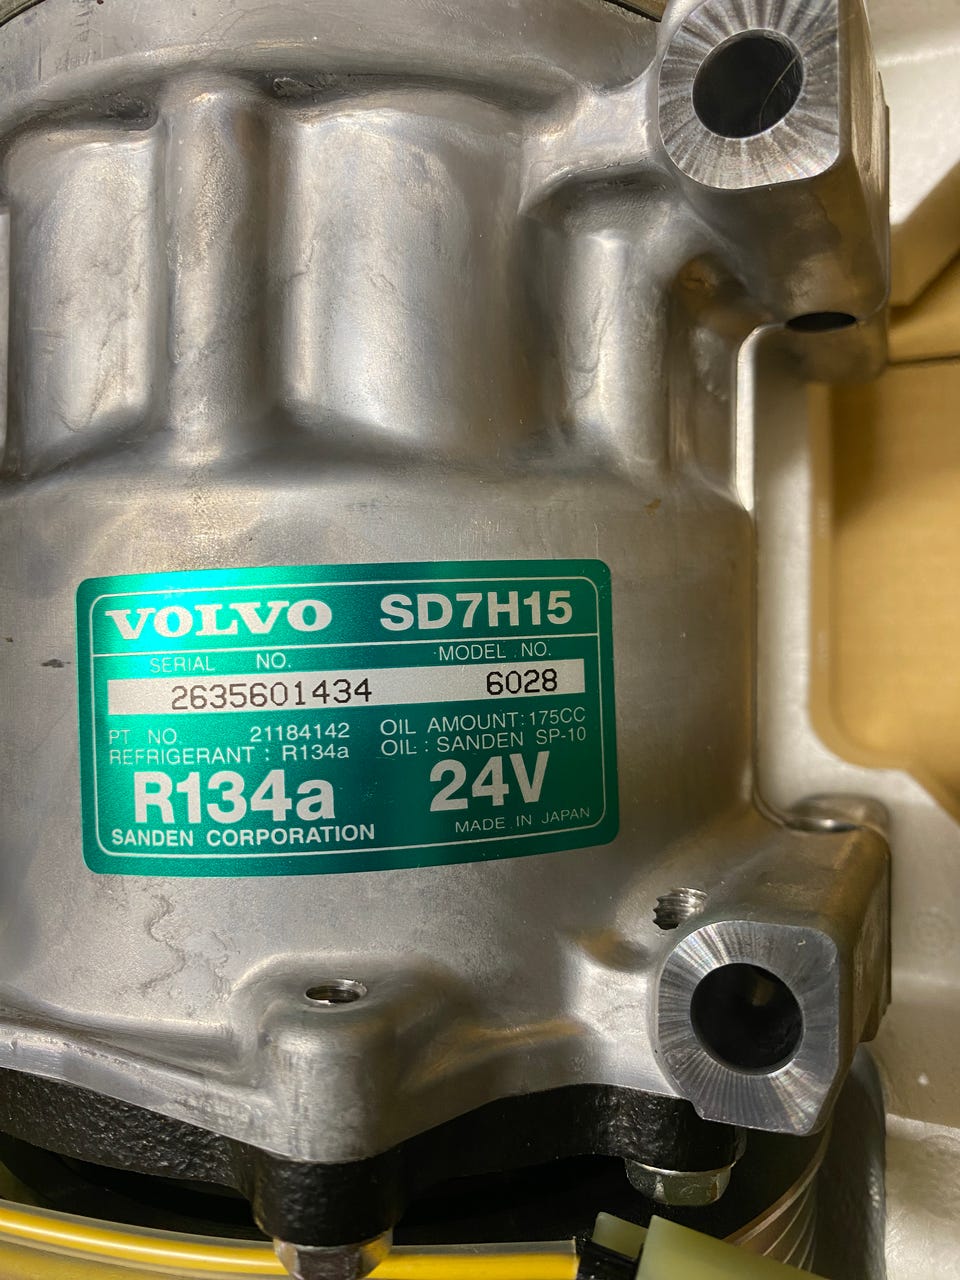 VOLVO SD7H15
SERIAL NO. MODEL NO.
2635601434 6028
PT NO. 21184142 OIL AMOUNT:175CC
REFRIGERANT : R134a OIL : SANDEN SP-10
R134a 24V
SANDEN CORPORATION MADE IN JAPAN